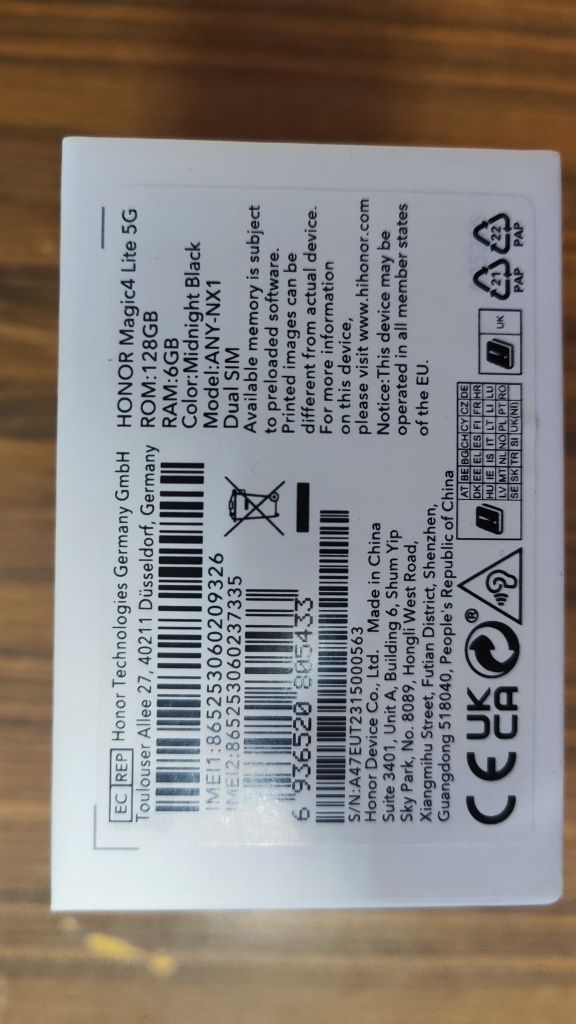 EC REP Honor Technologies Germany GmbH
Toulouser Allee 27, 40211 Düsseldorf, Germany
IMEI1:865253060209326
IMEI2:865253060237335
6 936520 805433
S/N:A47EUT2315000563
Honor Device Co., Ltd. Made in China
Suite 3401, Unit A, Building 6, Shum Yip
Sky Park, No. 8089, Hongli West Road,
Xiangmihu Street, Futian District, Shenzhen,
Guangdong 518040, People's Republic of China
HONOR Magic4 Lite 5G
ROM:128GB
RAM:6GB
Color:Midnight Black
Model:ANY-NX1
Dual SIM
Available memory is subject
to preloaded software.
Printed images can be
different from actual device.
For more information
on this device,
please visit www.hihonor.com
Notice:This device may be
operated in all member states
of the EU.
CE UK CA ®
AT BE BG CH CY CZ DE
DK EE EL ES FI FR HR
HU IE IS IT LT LI LU
LV MT NL NO PL PT RO
SE SK TR SI UK(NI)
UK
21 PAP
22 PAP